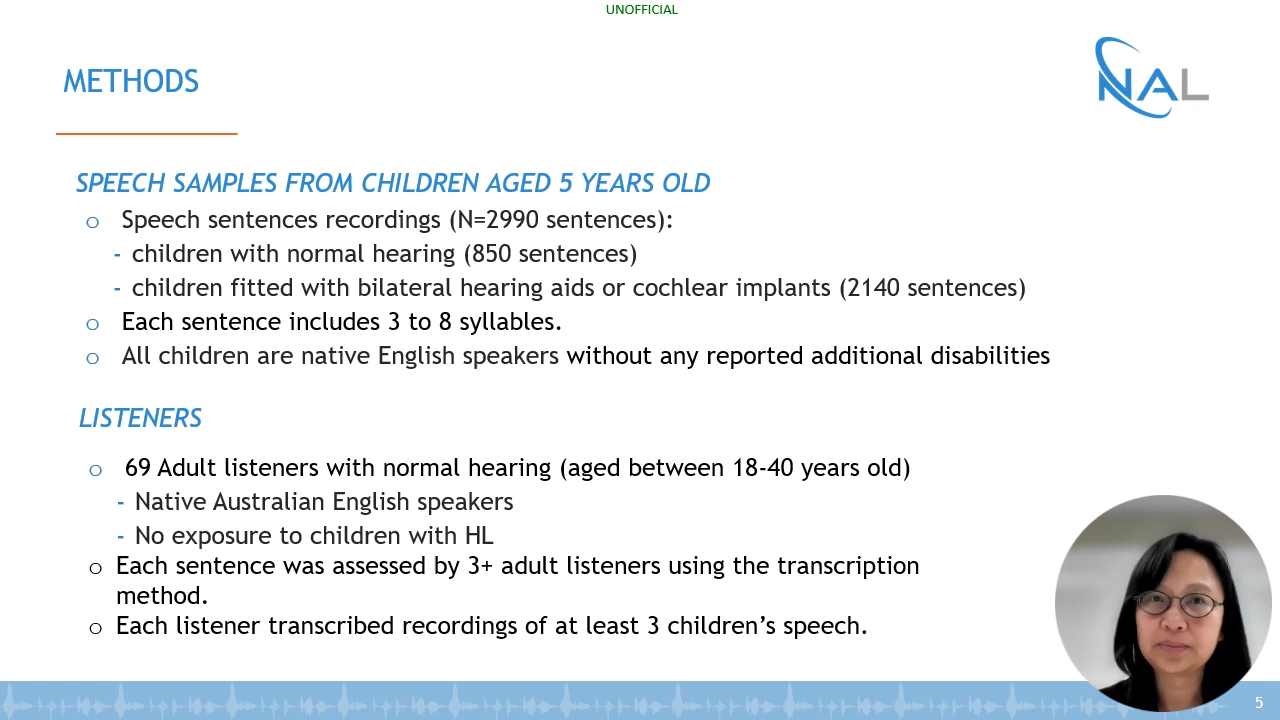 UNOFFICIAL
METHODS
NAL
SPEECH SAMPLES FROM CHILDREN AGED 5 YEARS OLD
o Speech sentences recordings (N=2990 sentences):
- children with normal hearing (850 sentences)
- children fitted with bilateral hearing aids or cochlear implants (2140 sentences)
o Each sentence includes 3 to 8 syllables.
o All children are native English speakers without any reported additional disabilities
LISTENERS
o 69 Adult listeners with normal hearing (aged between 18-40 years old)
- Native Australian English speakers
- No exposure to children with HL
o Each sentence was assessed by 3+ adult listeners using the transcription
method.
o Each listener transcribed recordings of at least 3 children’s speech.
5